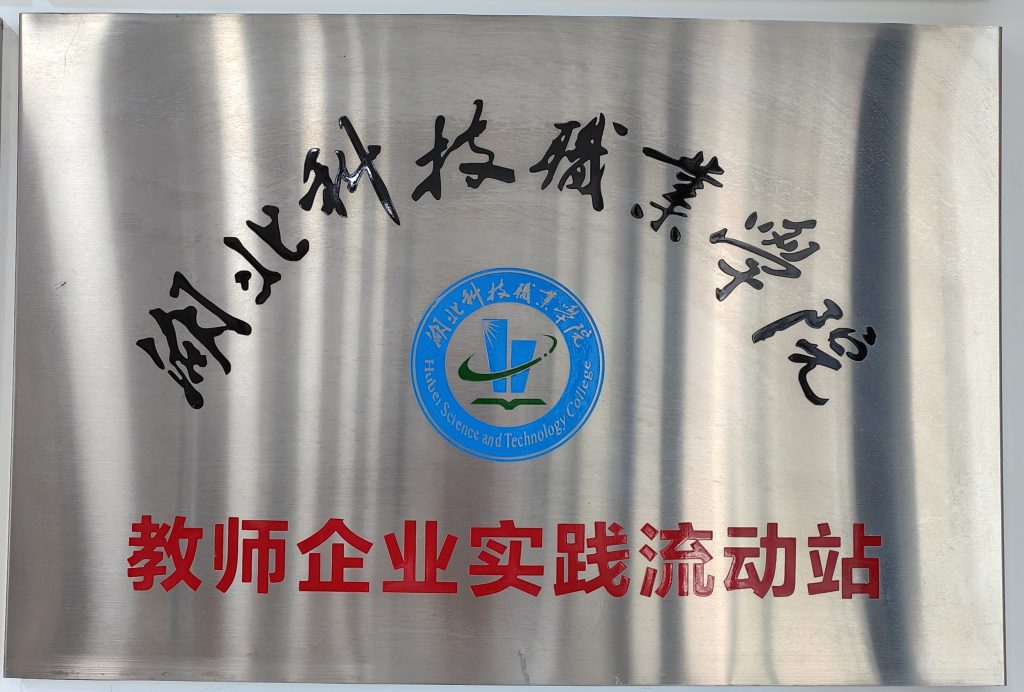 湖北科技职业学院
湖北科技职业学院
Hubei Science and Technology College
教师企业实践流动站